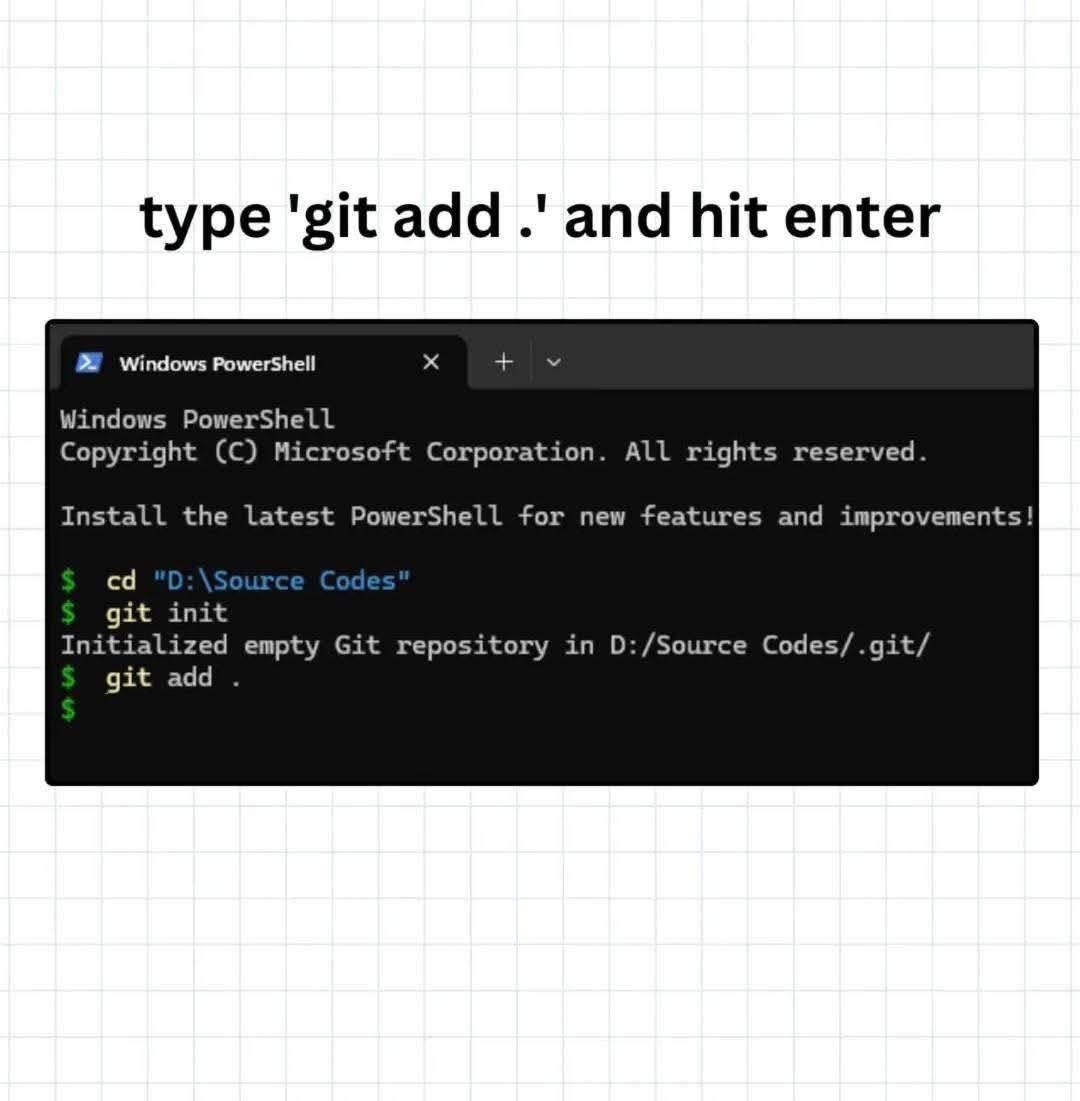 type 'git add .' and hit enter
Windows PowerShell
Windows PowerShell
Copyright (C) Microsoft Corporation. All rights reserved.
Install the latest PowerShell for new features and improvements!
$ cd "D:\Source Codes"
$ git init
Initialized empty Git repository in D:/Source Codes/.git/
$ git add .
$